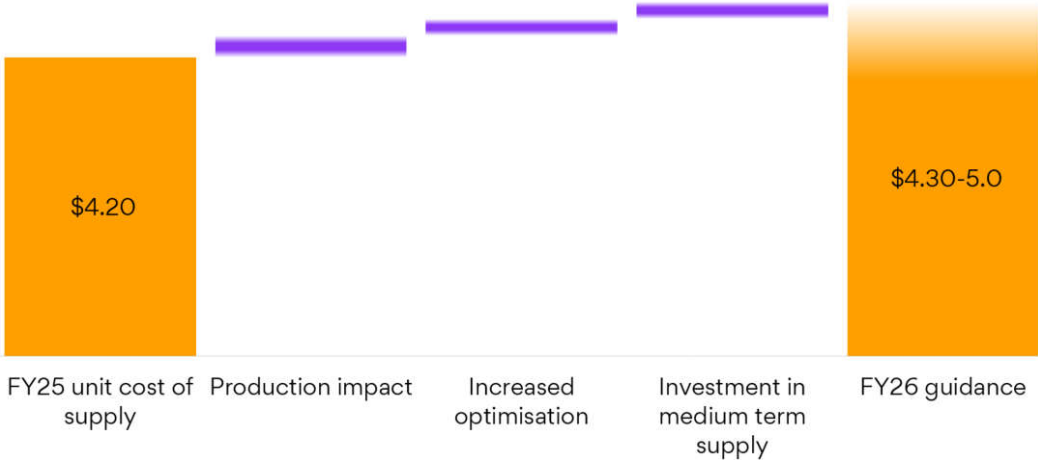 $4.20
$4.30-5.0
FY25 unit cost of
supply
Production impact
Increased
optimisation
Investment in
medium term
supply
FY26 guidance